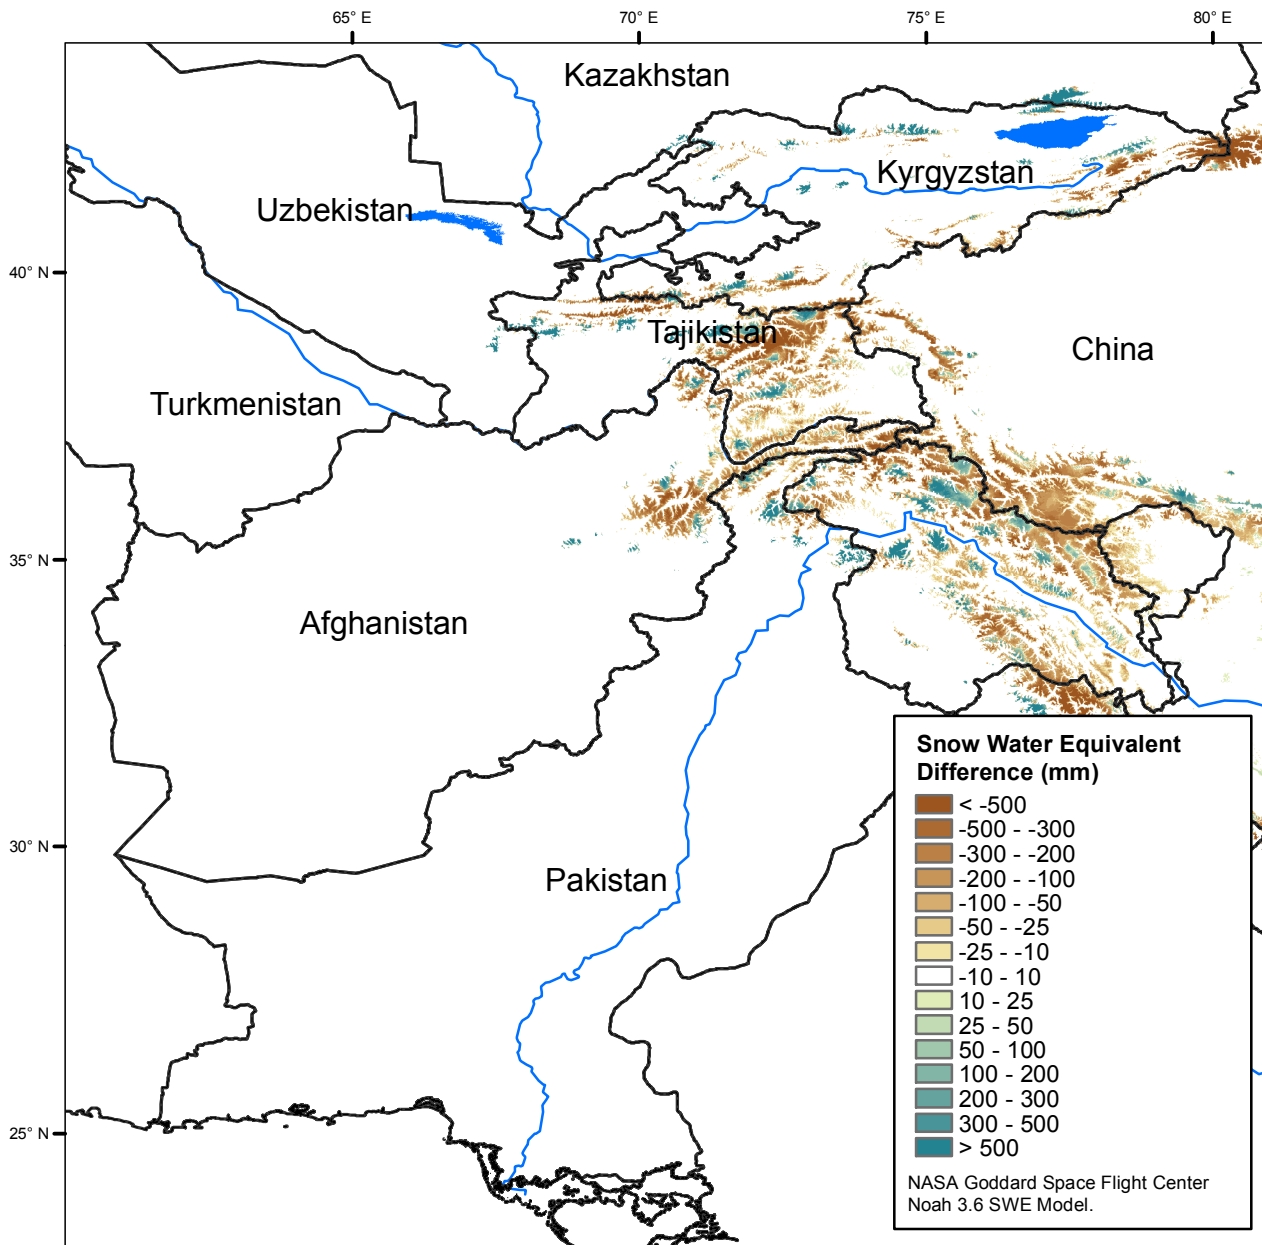 65° E
70° E
75° E
80° E
Kazakhstan
Kyrgyzstan
Uzbekistan
40° N
Tajikistan
China
Turkmenistan
35° N
Afghanistan
Snow Water Equivalent
Difference (mm)
< -500
-500 - -300
-300 - -200
-200 - -100
-100 - -50
-50 - -25
-25 - -10
-10 - 10
10 - 25
25 - 50
50 - 100
100 - 200
200 - 300
300 - 500
> 500
30° N
Pakistan
25° N
NASA Goddard Space Flight Center
Noah 3.6 SWE Model.